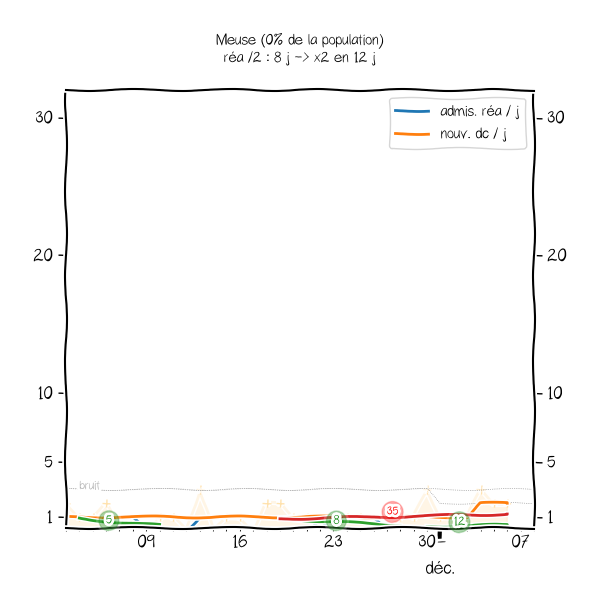 Meuse (0% de la population)
réa /2 : 8 j -> x2 en 12 j
admis. réa / j
nouv. dc / j
30 30
20 20
10 10
5 5
bruit
1 5 8 35 12 1
09 16 23 30 07
déc.